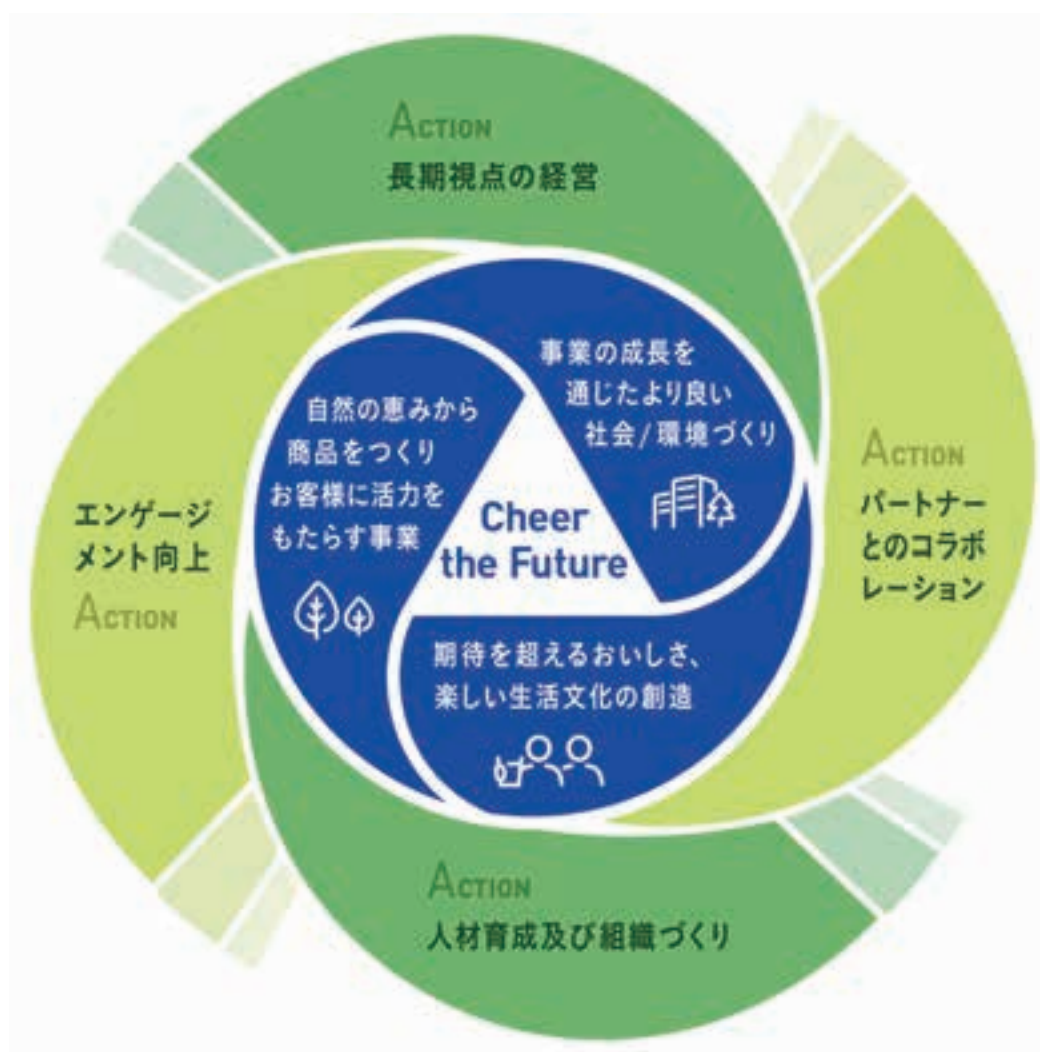 ACTION
長期視点の経営
事業の成長を
通じたより良い
社会/環境づくり
自然の恵みから
商品をつくり
お客様に活力を
もたらす事業
Cheer
the Future
期待を超えるおいしさ、
楽しい生活文化の創造
エンゲージ
メント向上
ACTION
ACTION
パートナー
とのコラボ
レーション
ACTION
人材育成及び組織づくり